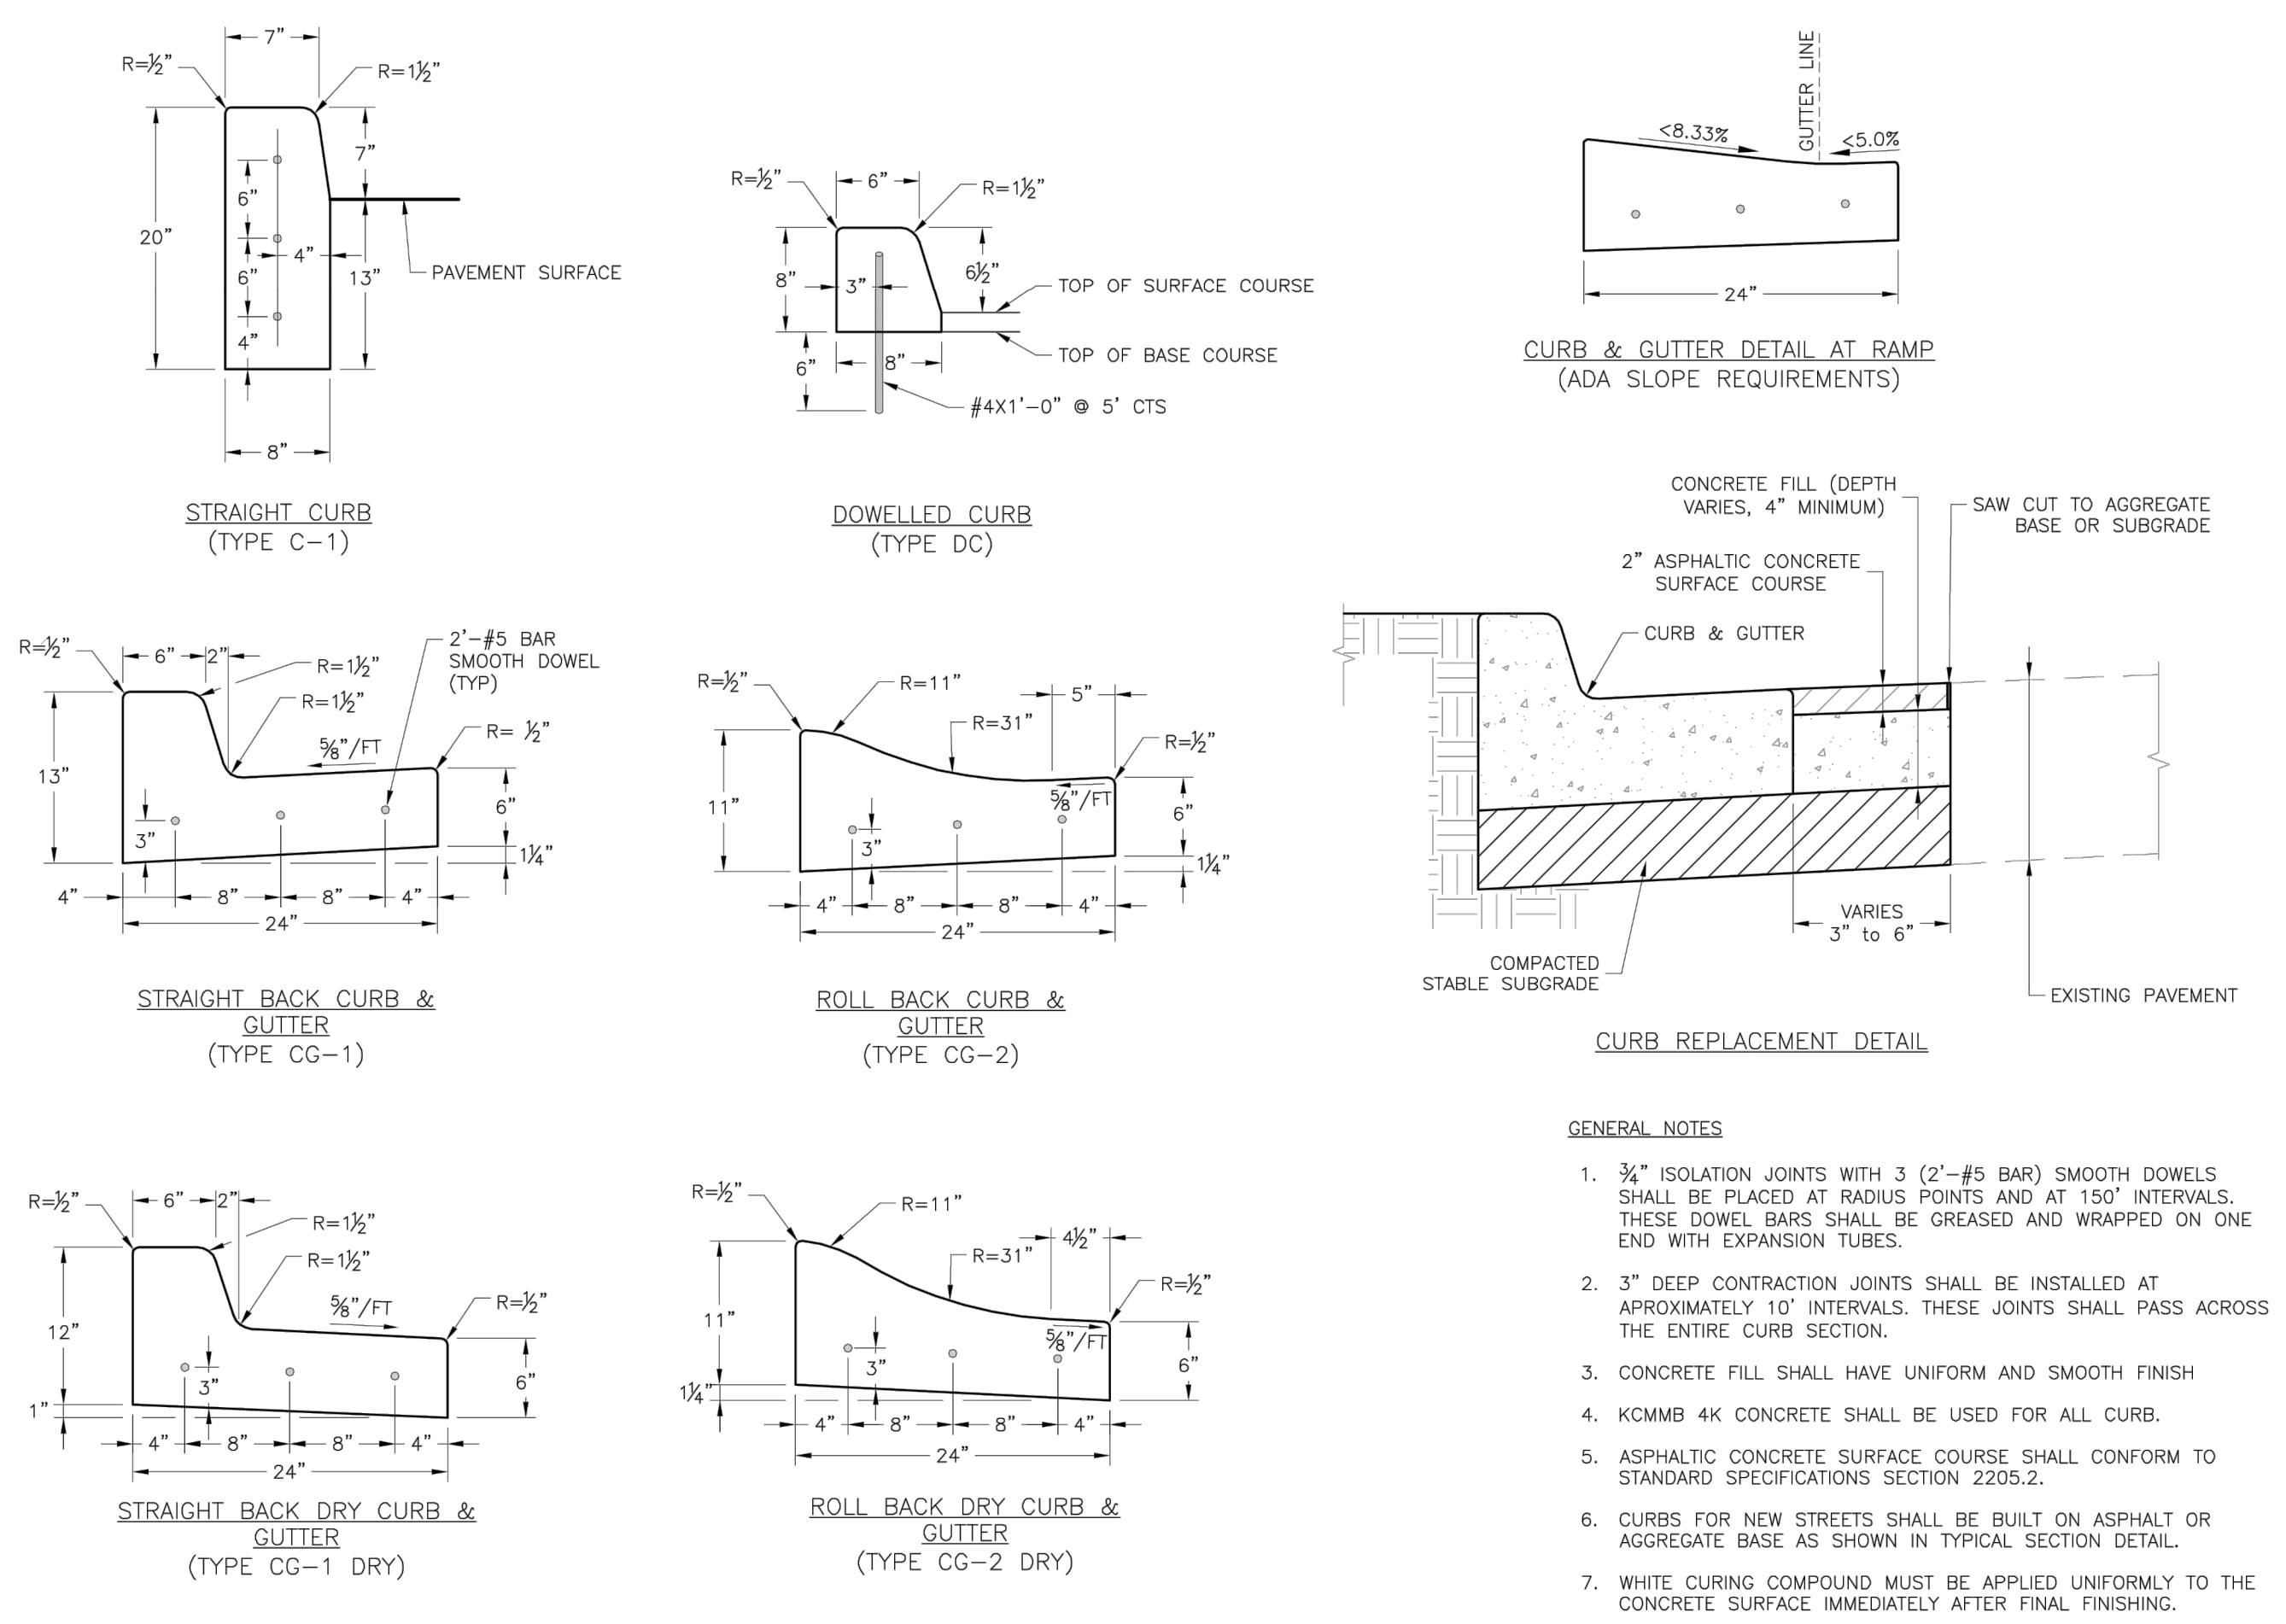 7"
R=½"
R=1½"
7"
6"
20"
4"
6"
13"
4"
PAVEMENT SURFACE
8"
STRAIGHT CURB
(TYPE C-1)
R=½"
6"
R=1½"
8"
3"
6½"
TOP OF SURFACE COURSE
6"
8"
TOP OF BASE COURSE
#4X1'-0" @ 5' CTS
DOWELLED CURB
(TYPE DC)
GUTTER LINE
<8.33%
<5.0%
24"
CURB & GUTTER DETAIL AT RAMP
(ADA SLOPE REQUIREMENTS)
R=½"
6"
2"
R=1½"
R=1½"
2'-#5 BAR
SMOOTH DOWEL
(TYP)
R= ½"
⅝"/FT
13"
3"
6"
1¼"
4"
8"
8"
4"
24"
STRAIGHT BACK CURB &
GUTTER
(TYPE CG-1)
R=½"
R=11"
R=31"
5"
R=½"
⅝"/FT
11"
3"
6"
1¼"
4"
8"
8"
4"
24"
ROLL BACK CURB &
GUTTER
(TYPE CG-2)
CONCRETE FILL (DEPTH
VARIES, 4" MINIMUM)
SAW CUT TO AGGREGATE
BASE OR SUBGRADE
2" ASPHALTIC CONCRETE
SURFACE COURSE
CURB & GUTTER
VARIES
3" to 6"
COMPACTED
STABLE SUBGRADE
EXISTING PAVEMENT
CURB REPLACEMENT DETAIL
R=½"
6"
2"
R=1½"
R=1½"
⅝"/FT
R=½"
12"
3"
6"
1"
4"
8"
8"
4"
24"
STRAIGHT BACK DRY CURB &
GUTTER
(TYPE CG-1 DRY)
R=½"
R=11"
R=31"
4½"
R=½"
⅝"/FT
11"
3"
6"
1¼"
4"
8"
8"
4"
24"
ROLL BACK DRY CURB &
GUTTER
(TYPE CG-2 DRY)
GENERAL NOTES
1. ¾" ISOLATION JOINTS WITH 3 (2'-#5 BAR) SMOOTH DOWELS
SHALL BE PLACED AT RADIUS POINTS AND AT 150' INTERVALS.
THESE DOWEL BARS SHALL BE GREASED AND WRAPPED ON ONE
END WITH EXPANSION TUBES.
2. 3" DEEP CONTRACTION JOINTS SHALL BE INSTALLED AT
APROXIMATELY 10' INTERVALS. THESE JOINTS SHALL PASS ACROSS
THE ENTIRE CURB SECTION.
3. CONCRETE FILL SHALL HAVE UNIFORM AND SMOOTH FINISH
4. KCMMB 4K CONCRETE SHALL BE USED FOR ALL CURB.
5. ASPHALTIC CONCRETE SURFACE COURSE SHALL CONFORM TO
STANDARD SPECIFICATIONS SECTION 2205.2.
6. CURBS FOR NEW STREETS SHALL BE BUILT ON ASPHALT OR
AGGREGATE BASE AS SHOWN IN TYPICAL SECTION DETAIL.
7. WHITE CURING COMPOUND MUST BE APPLIED UNIFORMLY TO THE
CONCRETE SURFACE IMMEDIATELY AFTER FINAL FINISHING.